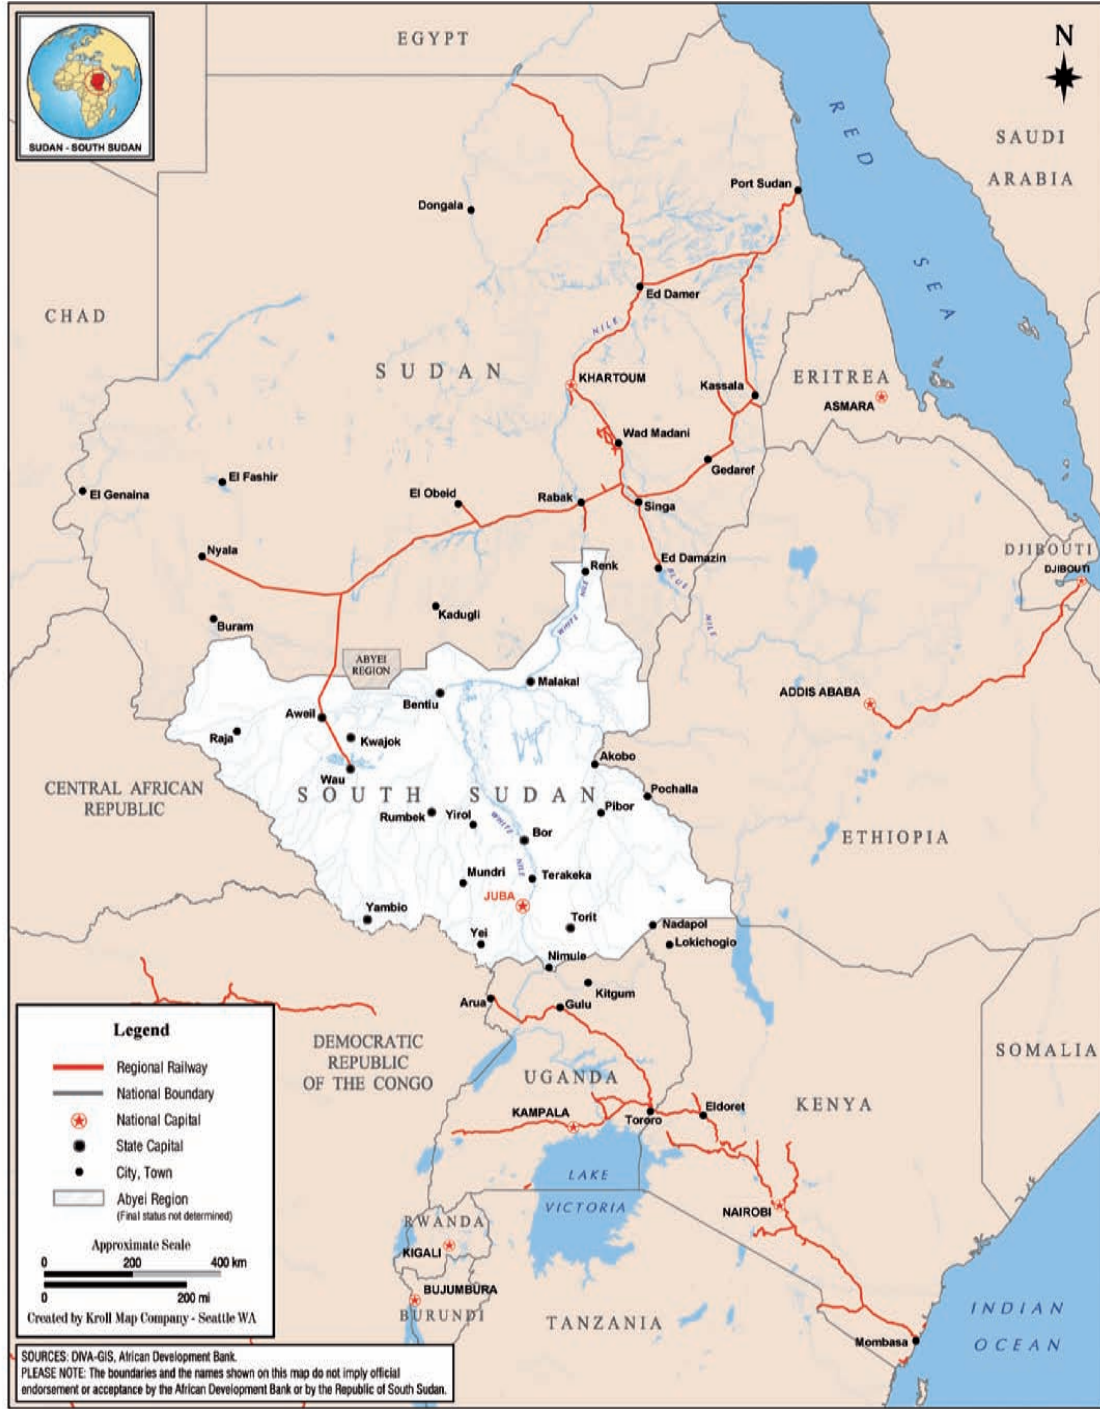 SUDAN - SOUTH SUDAN
EGYPT
N
RED
SEA
SAUDI
ARABIA
Port Sudan
Dongala
Ed Damer
CHAD
NILE
SUDAN
KHARTOUM
Kassala
ERITREA
ASMARA
Wad Madani
Gedaref
El Fashir
El Genaina
El Obeid
Rabak
Singa
Nyala
Renk
Ed Damazin
DJIBOUTI
DJIBOUTI
BLUE
NILE
NILE
WHITE
Kadugli
Buram
ABYEI
REGION
Malakal
Bentiu
ADDIS ABABA
Aweil
Raja
Kwajok
Akobo
Wau
CENTRAL AFRICAN
REPUBLIC
SOUTH SUDAN
Pochalla
Rumbek
Yirol
Pibor
WHITE
NILE
Bor
ETHIOPIA
Mundri
Terakeka
JUBA
Yambio
Torit
Yei
Nadapol
Lokichogio
Nimule
Kitgum
Arua
Gulu
DEMOCRATIC
REPUBLIC
OF THE CONGO
SOMALIA
UGANDA
KENYA
KAMPALA
Tororo
Eldoret
LAKE
VICTORIA
NAIROBI
RWANDA
KIGALI
BUJUMBURA
BURUNDI
TANZANIA
Mombasa
INDIAN
OCEAN
Legend
Regional Railway
National Boundary
National Capital
State Capital
City, Town
Abyei Region
(Final status not determined)
Approximate Scale
0 200 400 km
0 200 mi
Created by Kroll Map Company - Seattle WA
SOURCES: DIVA-GIS, African Development Bank.
PLEASE NOTE: The boundaries and the names shown on this map do not imply official
endorsement or acceptance by the African Development Bank or by the Republic of South Sudan.